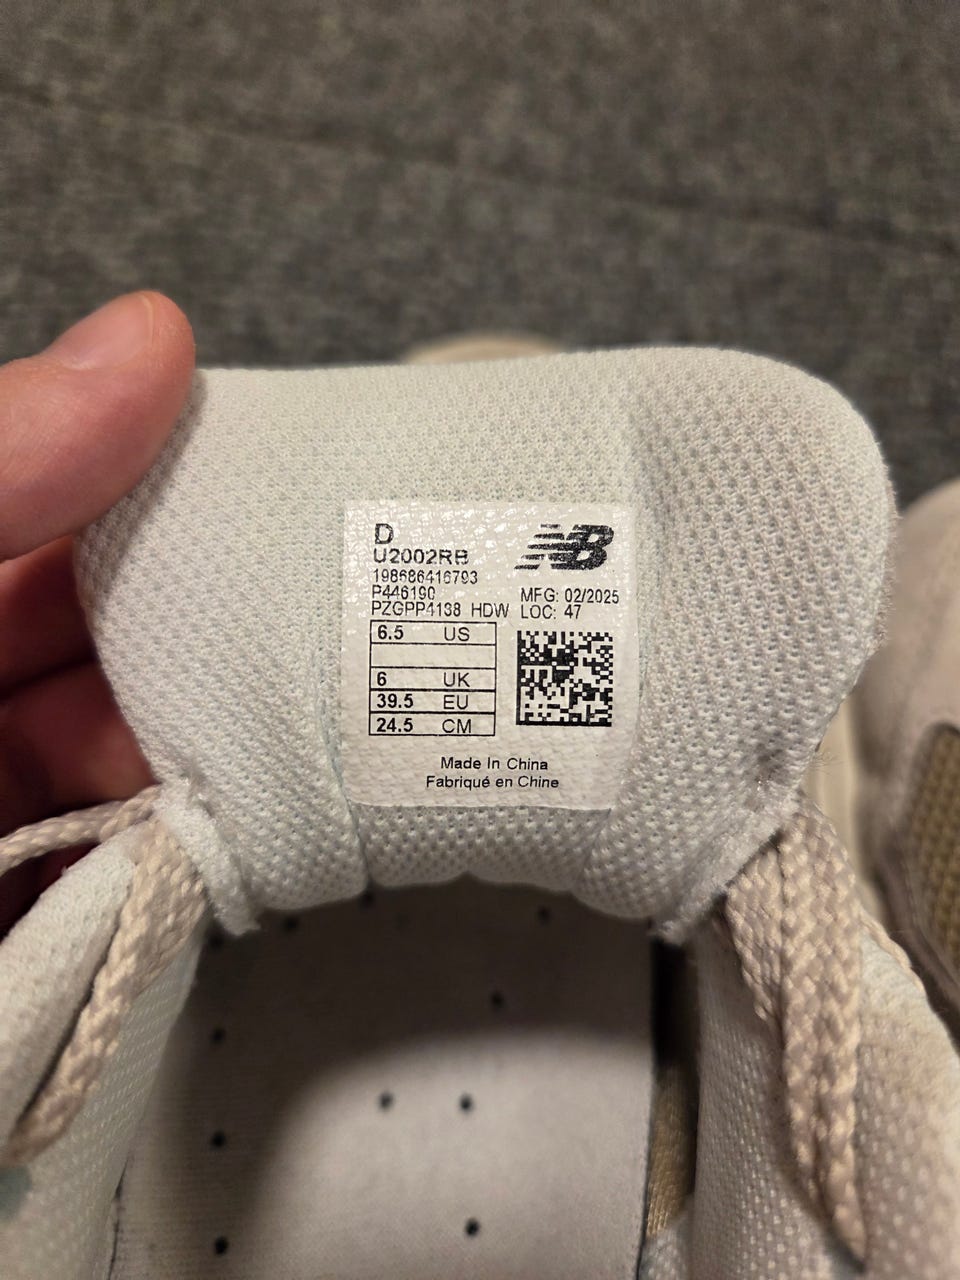 D
U2002RB
NB
198686416793
P446190
PZGPP4138 HDW
MFG: 02/2025
LOC: 47
6.5 US
6 UK
39.5 EU
24.5 CM
Made In China
Fabriqué en Chine